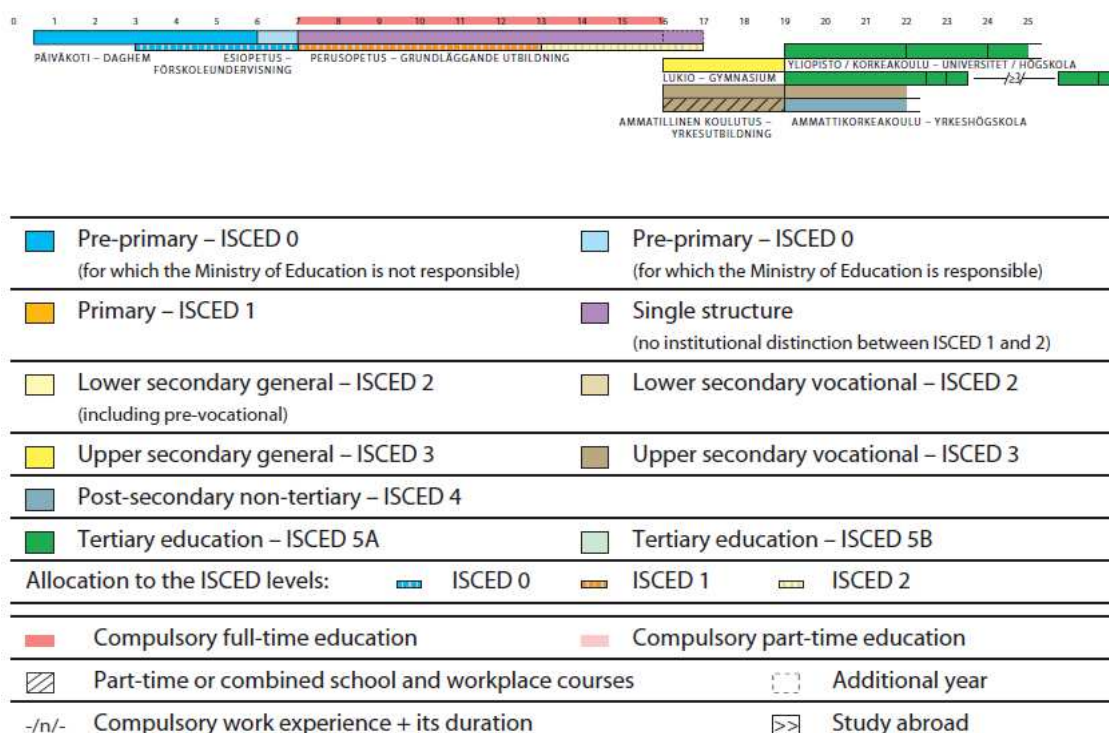 0 1 2 3 4 5 6 7 8 9 10 11 12 13 14 15 16 17 18 19 20 21 22 23 24 25
PÄIVÄKOTI – DAGHEM
ESIOPETUS –
FÖRSKOLEUNDERVISNING
PERUSOPETUS – GRUNDLÄGGANDE UTBILDNING
YLIOPISTO / KORKEAKOULU – UNIVERSITET / HÖGSKOLA
LUKIO – GYMNASIUM
-/≥2/-
AMMATILLINEN KOULUTUS –
YRKESUTBILDNING
AMMATTIKORKEAKOULU – YRKESHÖGSKOLA
Pre-primary – ISCED 0
(for which the Ministry of Education is not responsible)
Pre-primary – ISCED 0
(for which the Ministry of Education is responsible)
Primary – ISCED 1
Single structure
(no institutional distinction between ISCED 1 and 2)
Lower secondary general – ISCED 2
(including pre-vocational)
Lower secondary vocational – ISCED 2
Upper secondary general – ISCED 3
Upper secondary vocational – ISCED 3
Post-secondary non-tertiary – ISCED 4
Tertiary education – ISCED 5A
Tertiary education – ISCED 5B
Allocation to the ISCED levels: ISCED 0 ISCED 1 ISCED 2
Compulsory full-time education
Compulsory part-time education
Part-time or combined school and workplace courses
Additional year
-/n/- Compulsory work experience + its duration
>> Study abroad